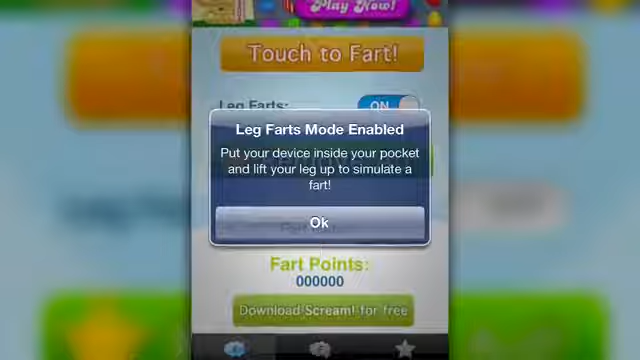 Play Now!
Touch to Fart!
Leg Farts:
ON
Leg Farts Mode Enabled
Put your device inside your pocket
and lift your leg up to simulate a
fart!
Ok
Fart Points:
000000
Download Scream! for free